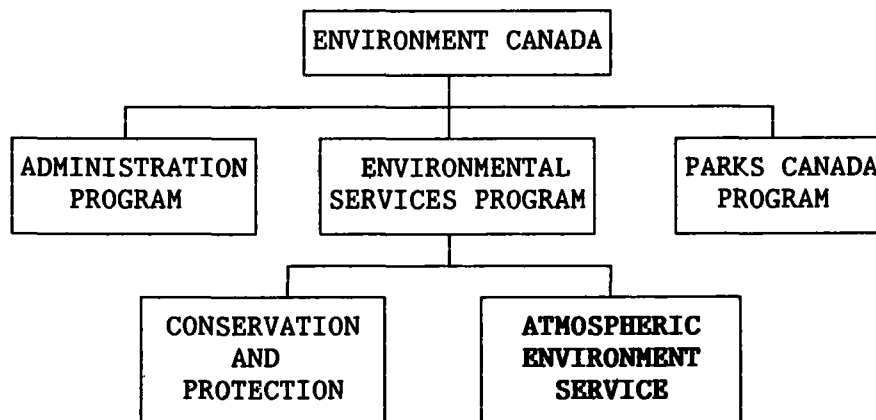 ENVIRONMENT CANADA
ADMINISTRATION
PROGRAM
ENVIRONMENTAL
SERVICES PROGRAM
PARKS CANADA
PROGRAM
CONSERVATION
AND
PROTECTION
ATMOSPHERIC
ENVIRONMENT
SERVICE